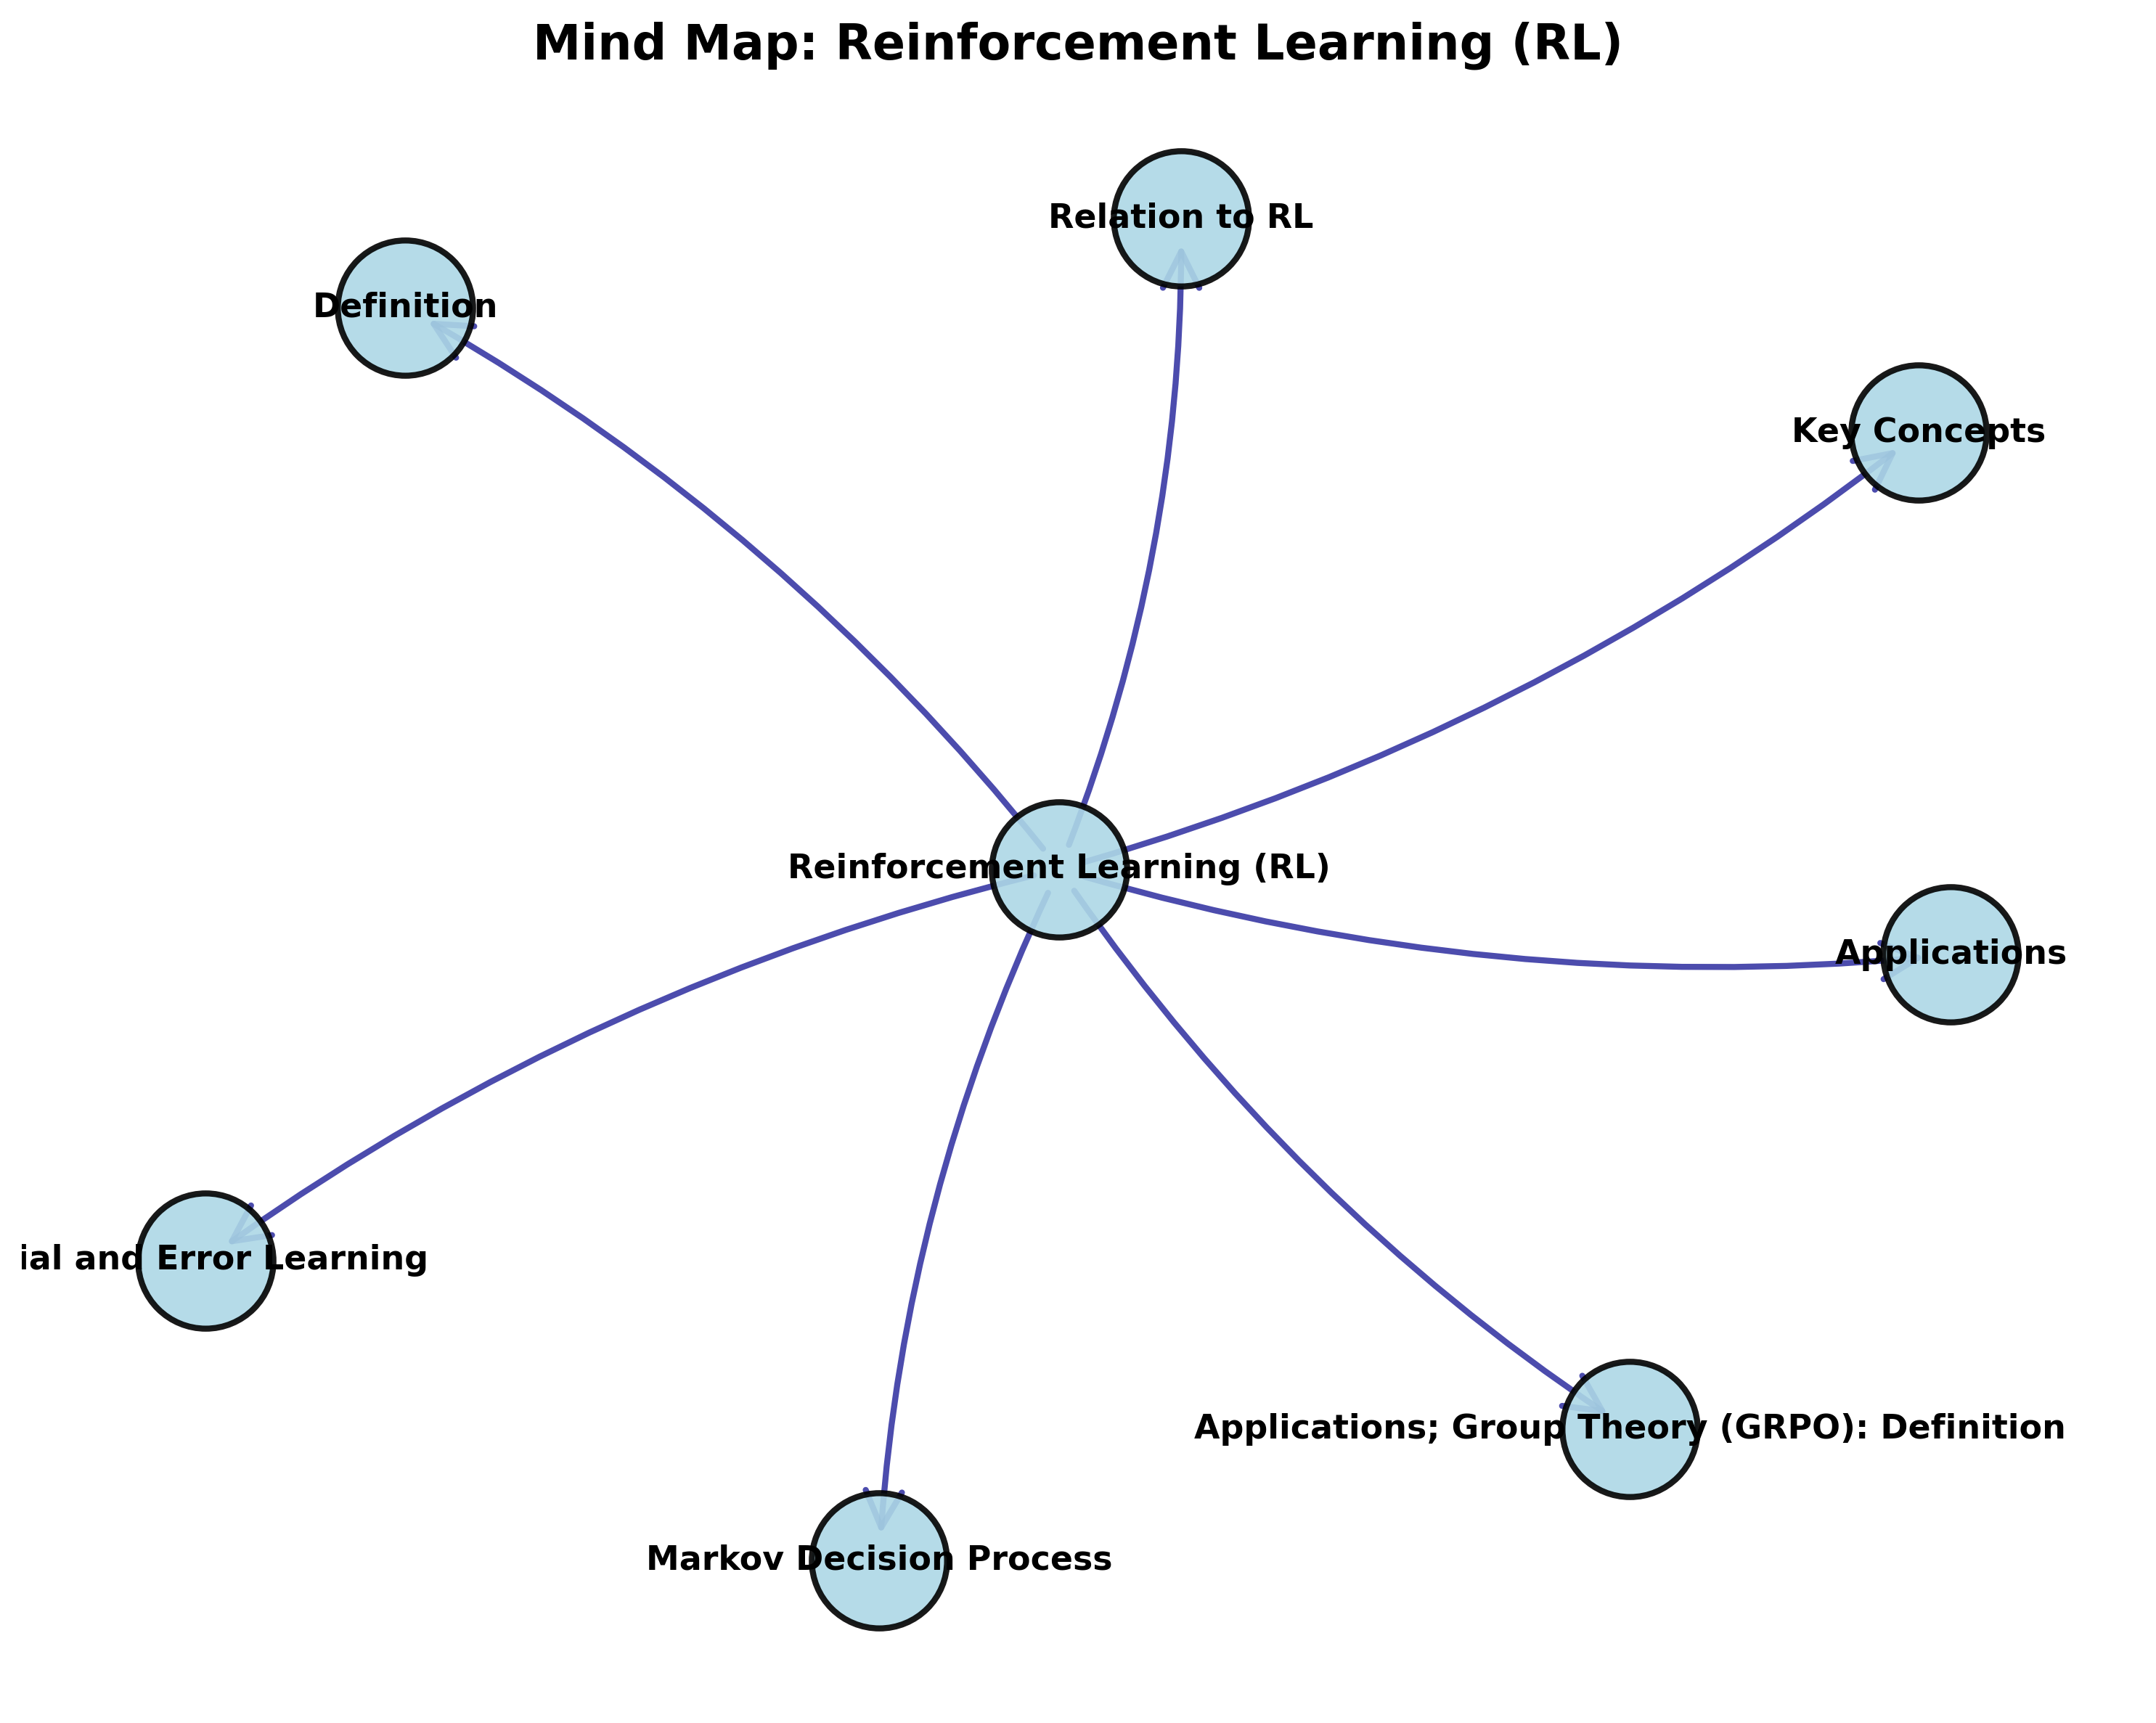 Mind Map: Reinforcement Learning (RL)
Relation to RL
Definition
Key Concepts
Reinforcement Learning (RL)
Applications
ial and Error Learning
Applications; Group Theory (GRPO): Definition
Markov Decision Process